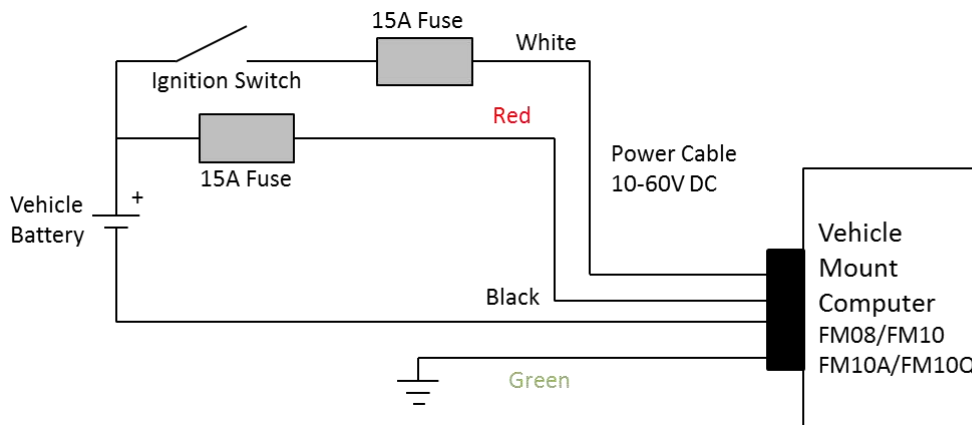 15A Fuse
White
Ignition Switch
Red
15A Fuse
Power Cable
10-60V DC
+
Vehicle
Battery
Vehicle
Mount
Computer
FM08/FM10
FM10A/FM10Q
Black
Green